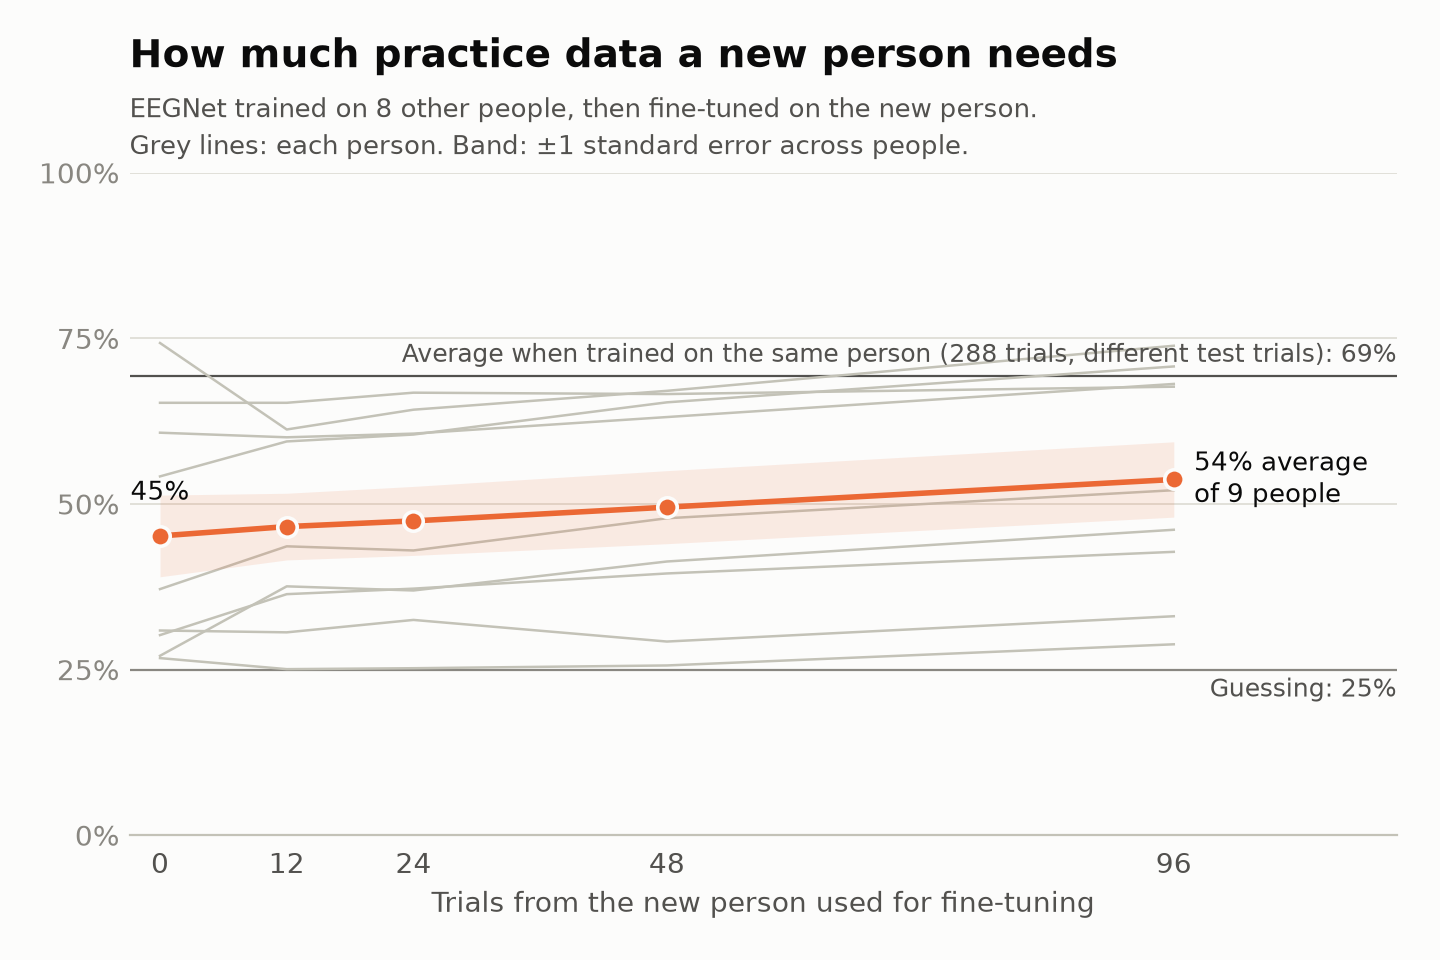 How much practice data a new person needs
EEGNet trained on 8 other people, then fine-tuned on the new person.
Grey lines: each person. Band: ±1 standard error across people.
100%
75%
Average when trained on the same person (288 trials, different test trials): 69%
54% average
of 9 people
45%
50%
25%
Guessing: 25%
0%
0 12 24 48 96
Trials from the new person used for fine-tuning